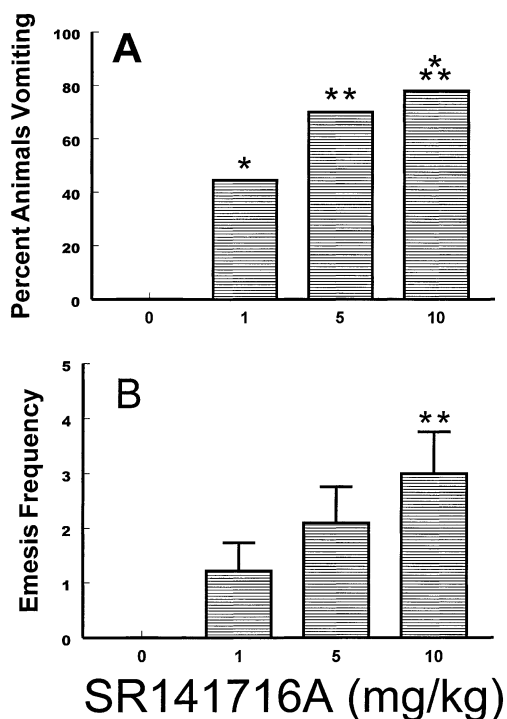 A
Percent Animals Vomiting
100
80
60
40
20
0
*
**
*
**
0 1 5 10
B
Emesis Frequency
5
4
3
2
1
0
**
0 1 5 10
SR141716A (mg/kg)